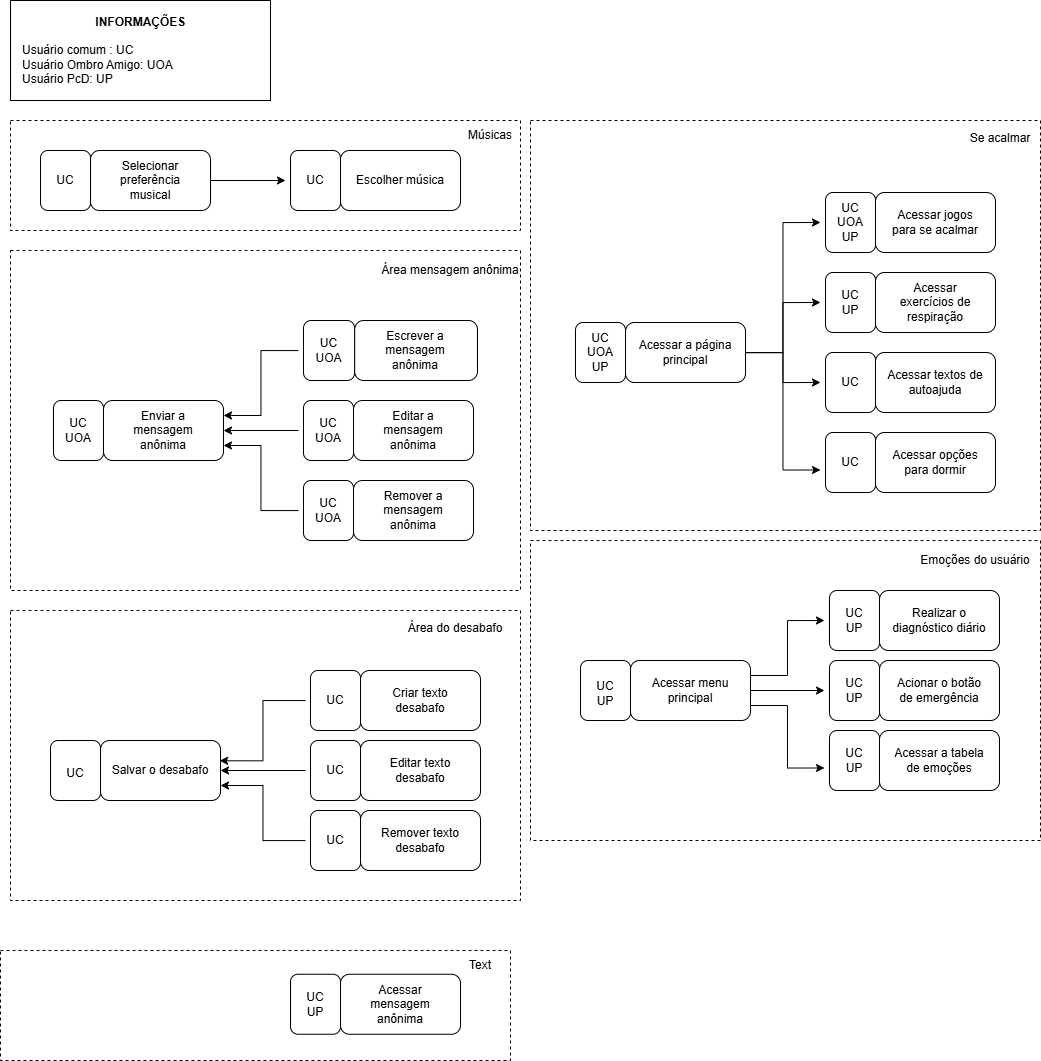 INFORMAÇÕES
Usuário comum : UC
Usuário Ombro Amigo: UOA
Usuário PcD: UP
Músicas
UC
Selecionar
preferência
musical
UC
Escolher música
Área mensagem anônima
UC
UOA
Escrever a
mensagem
anônima
UC
UOA
Enviar a
mensagem
anônima
UC
UOA
Editar a
mensagem
anônima
UC
UOA
Remover a
mensagem
anônima
Área do desabafo
UC
Criar texto
desabafo
UC
Salvar o desabafo
UC
Editar texto
desabafo
UC
Remover texto
desabafo
Se acalmar
UC
UOA
UP
Acessar jogos
para se acalmar
UC
UP
Acessar
exercícios de
respiração
UC
UOA
UP
Acessar a página
principal
UC
Acessar textos de
autoajuda
UC
Acessar opções
para dormir
Emoções do usuário
UC
UP
Realizar o
diagnóstico diário
UC
UP
Acessar menu
principal
UC
UP
Acionar o botão
de emergência
UC
UP
Acessar a tabela
de emoções
Text
UC
UP
Acessar
mensagem
anônima